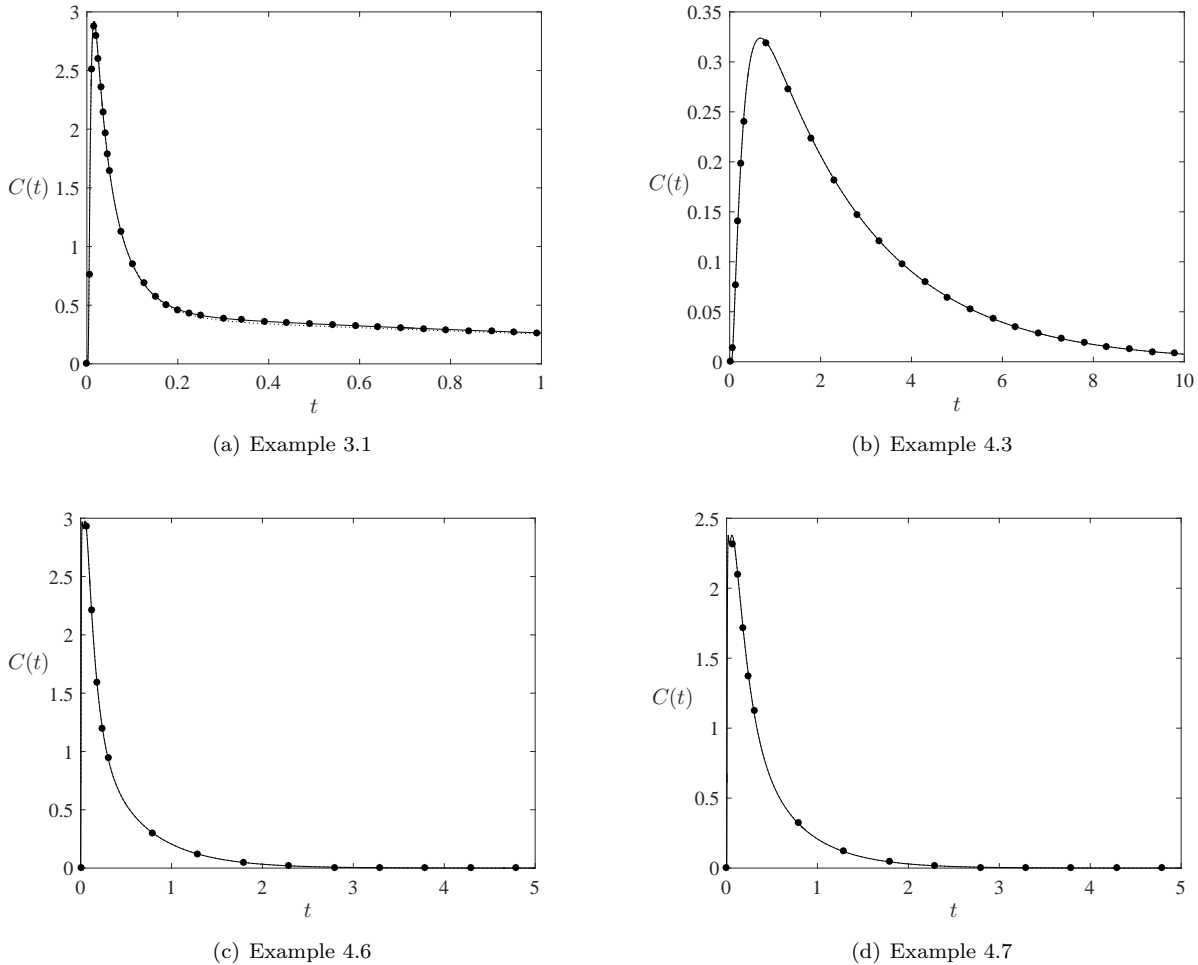 3
2.5
2
C(t) 1.5
1
0.5
0
0 0.2 0.4 0.6 0.8 1
t
(a) Example 3.1
0.35
0.3
0.25
0.2
C(t)
0.15
0.1
0.05
0
0 2 4 6 8 10
t
(b) Example 4.3
3
2.5
2
C(t)
1.5
1
0.5
0
0 1 2 3 4 5
t
(c) Example 4.6
2.5
2
1.5
C(t)
1
0.5
0
0 1 2 3 4 5
t
(d) Example 4.7